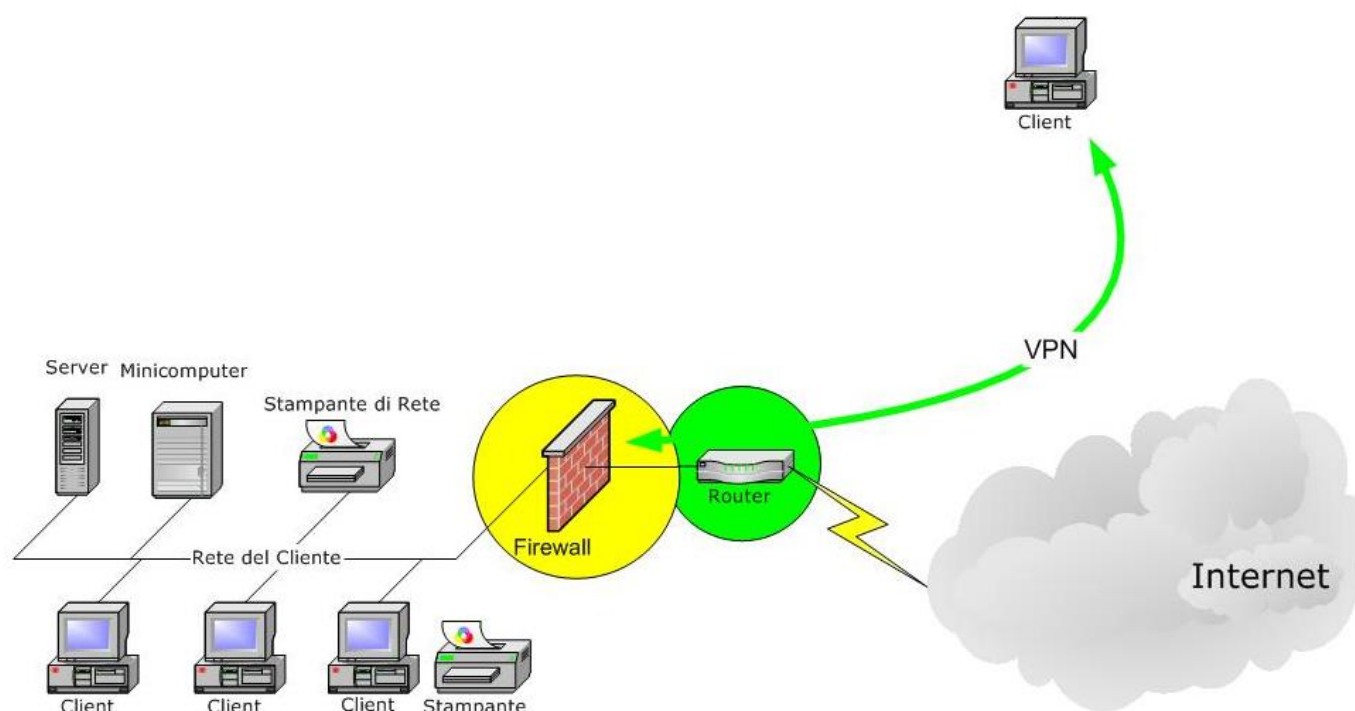 Client
VPN
Server
Minicomputer
Stampante di Rete
Router
Firewall
Rete del Cliente
Internet
Client
Client
Client
Stampante